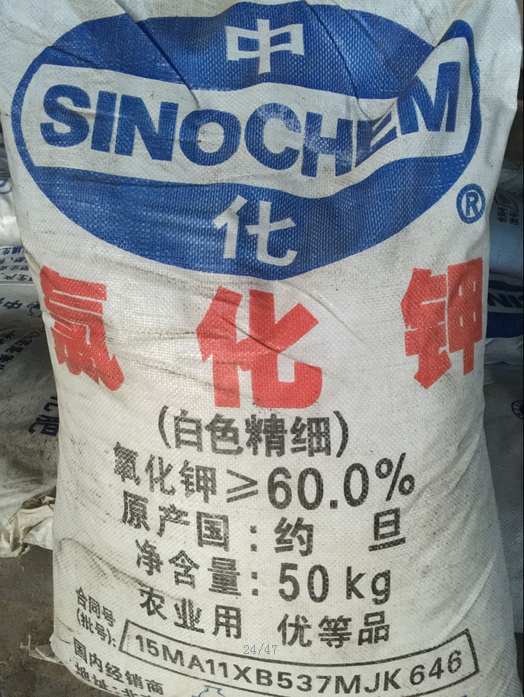 中
SINOCHEM
®
化
氯化钾
(白色精细)
氧化钾≥60.0%
原产国:约旦
净含量:50kg
农业用 优等品
合同号
(批号):
15MA11XB537MJK646
国内经销商
24/47